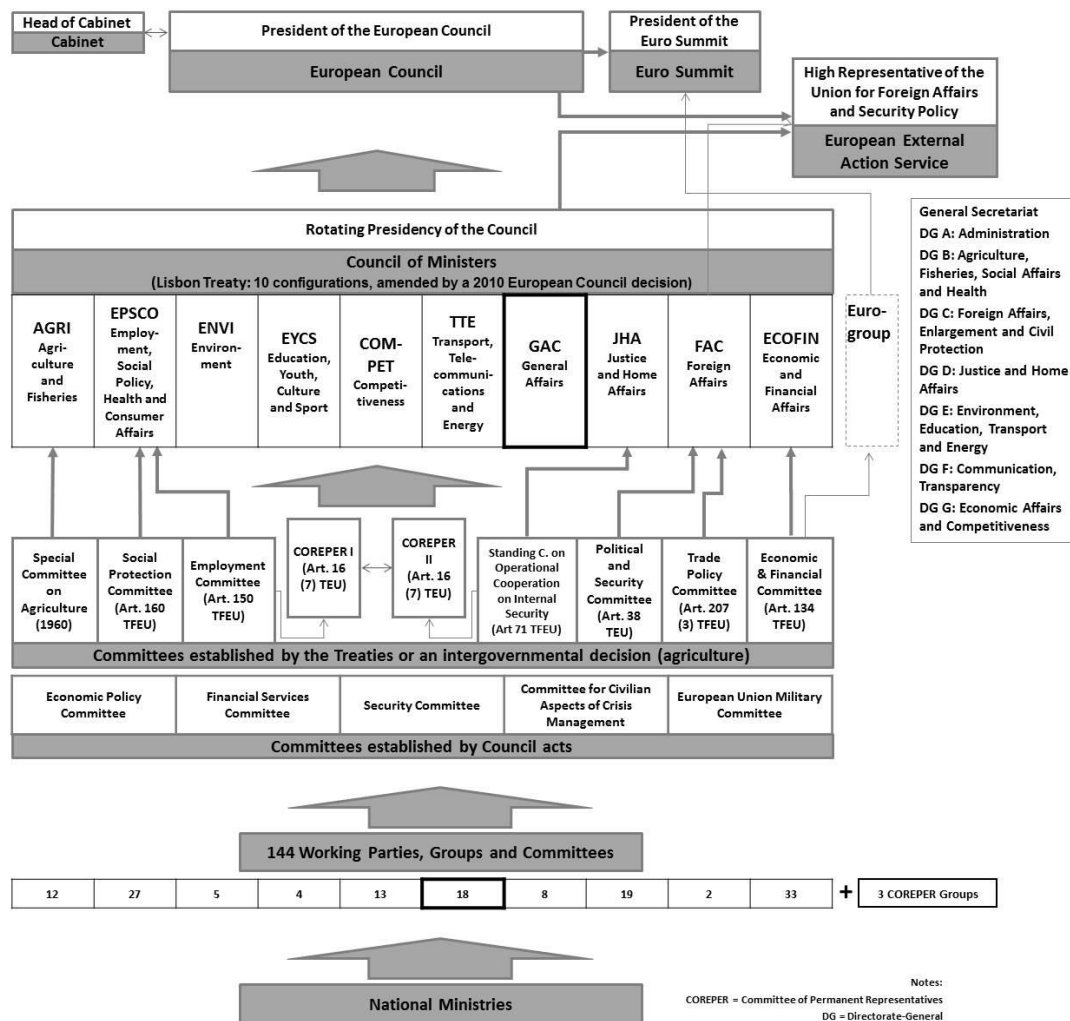 Head of Cabinet
Cabinet
President of the European Council
European Council
President of the
Euro Summit
Euro Summit
High Representative of the
Union for Foreign Affairs
and Security Policy
European External
Action Service
Rotating Presidency of the Council
Council of Ministers
(Lisbon Treaty: 10 configurations, amended by a 2010 European Council decision)
AGRI
Agri-
culture
and
Fisheries
EPSCO
Employ-
ment,
Social
Policy,
Health and
Consumer
Affairs
ENVI
Environ-
ment
EYCS
Education,
Youth,
Culture
and Sport
COM-
PET
Competi-
tiveness
TTE
Transport,
Tele-
communi-
cations
and
Energy
GAC
General
Affairs
JHA
Justice
and Home
Affairs
FAC
Foreign
Affairs
ECOFIN
Economic
and
Financial
Affairs
Euro-
group
General Secretariat
DG A: Administration
DG B: Agriculture,
Fisheries, Social Affairs
and Health
DG C: Foreign Affairs,
Enlargement and Civil
Protection
DG D: Justice and Home
Affairs
DG E: Environment,
Education, Transport
and Energy
DG F: Communication,
Transparency
DG G: Economic Affairs
and Competitiveness
Special
Committee
on
Agriculture
(1960)
Social
Protection
Committee
(Art. 160
TFEU)
Employment
Committee
(Art. 150
TFEU)
COREPER I
(Art. 16
(7) TEU)
COREPER
II
(Art. 16
(7) TEU)
Standing C. on
Operational
Cooperation
on Internal
Security
(Art 71 TFEU)
Political
and
Security
Committee
(Art. 38
TEU)
Trade
Policy
Committee
(Art. 207
(3) TFEU)
Economic
& Financial
Committee
(Art. 134
TFEU)
Committees established by the Treaties or an intergovernmental decision (agriculture)
Economic Policy
Committee
Financial Services
Committee
Security Committee
Committee for Civilian
Aspects of Crisis
Management
European Union Military
Committee
Committees established by Council acts
144 Working Parties, Groups and Committees
12 27 5 4 13 18 8 19 2 33 + 3 COREPER Groups
National Ministries
Notes:
COREPER = Committee of Permanent Representatives
DG = Directorate-General